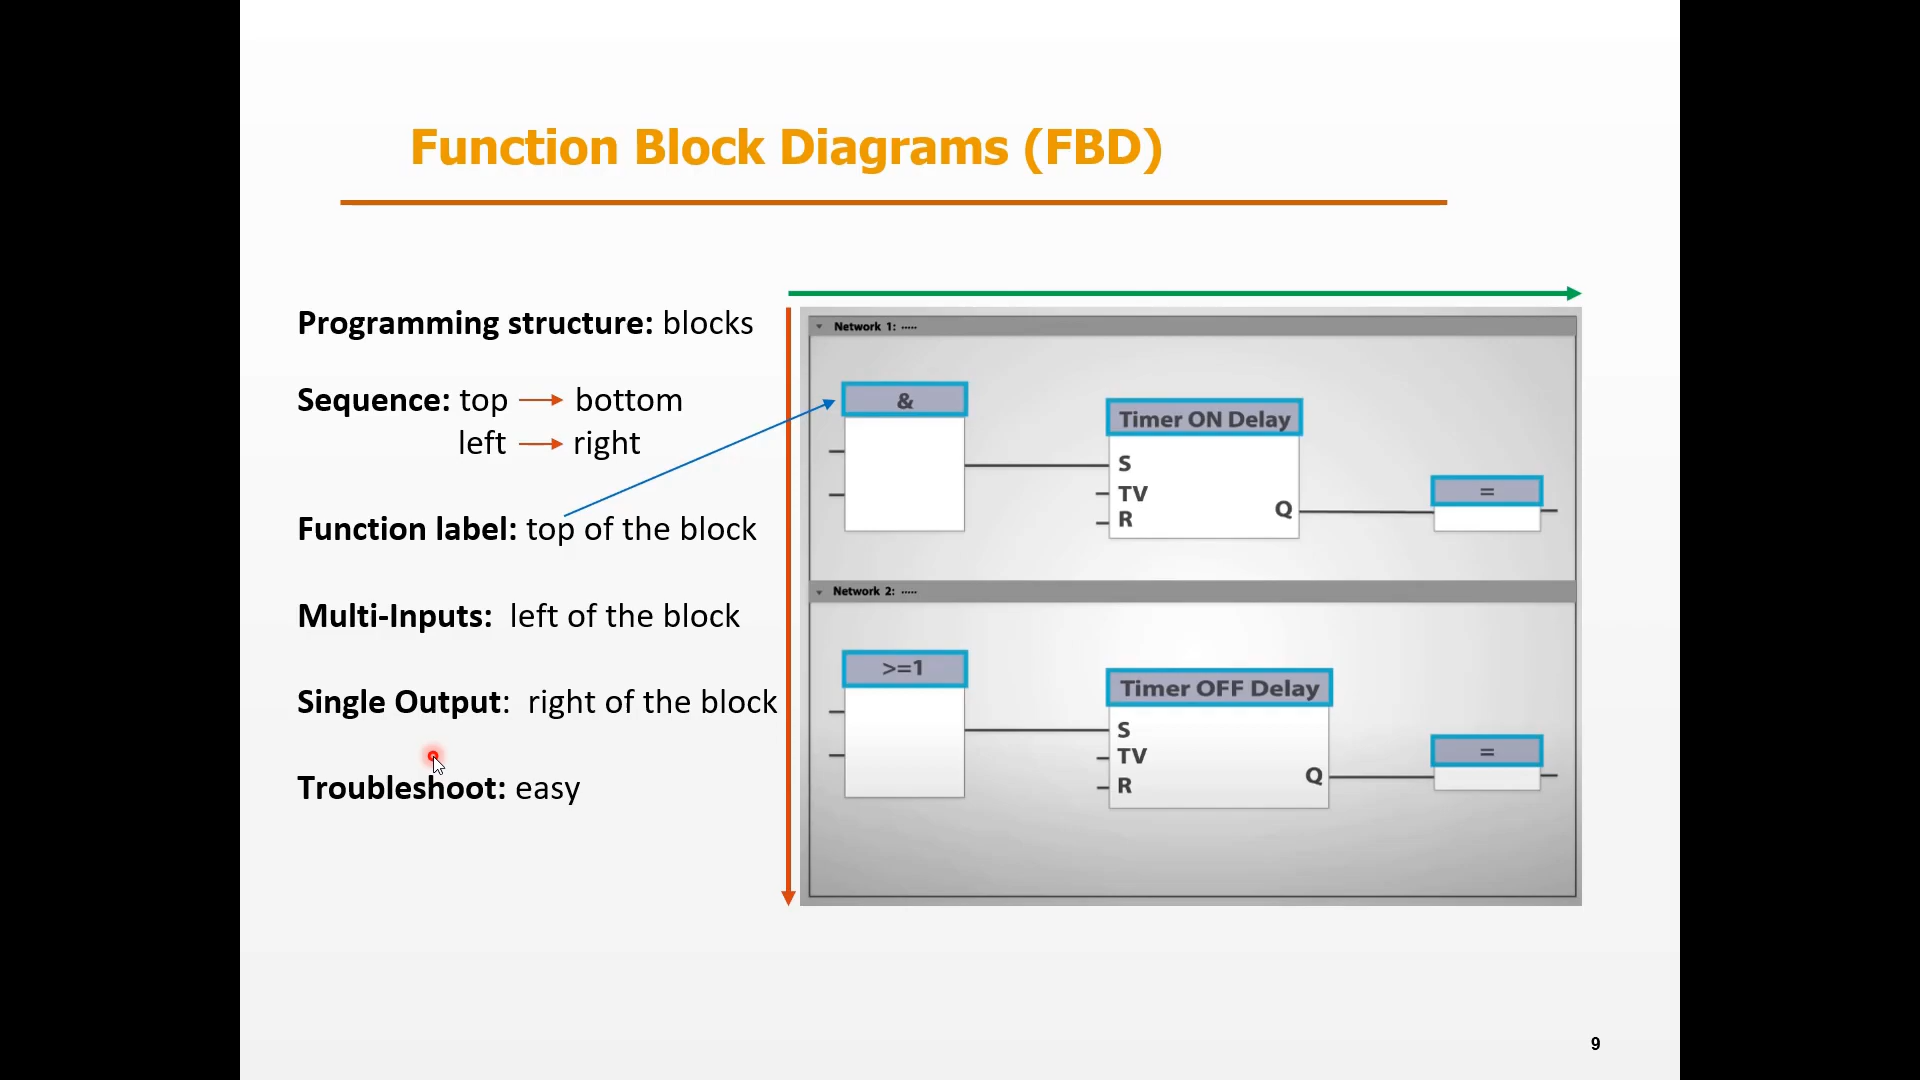 Function Block Diagrams (FBD)
Programming structure: blocks
Sequence: top bottom
left right
Function label: top of the block
Multi-Inputs: left of the block
Single Output: right of the block
Troubleshoot: easy
Network 1: .....
&
Timer ON Delay
S
TV
R
Q
=
Network 2: .....
>=1
Timer OFF Delay
S
TV
R
Q
=
9